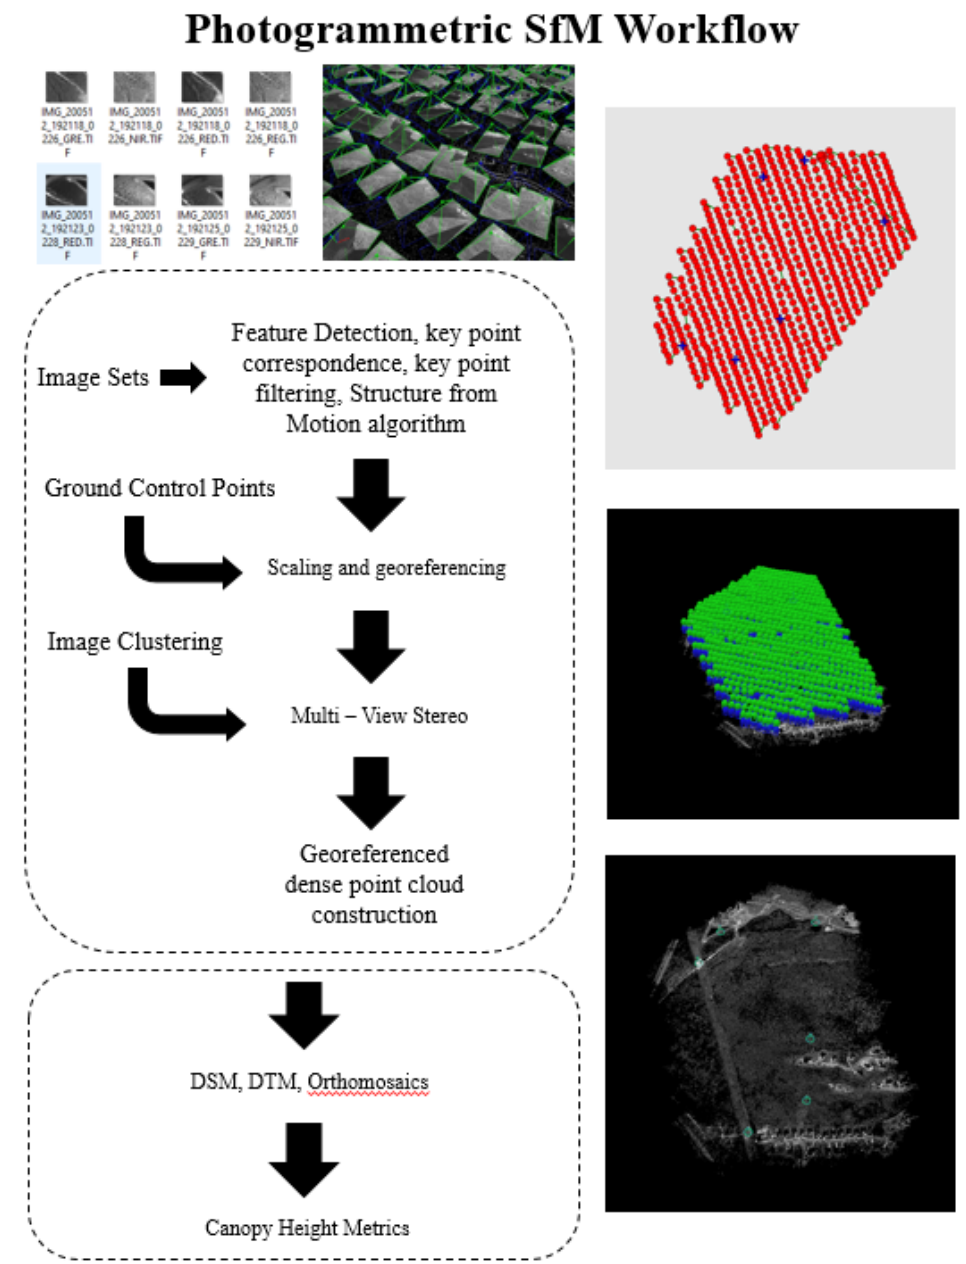 Photogrammetric SfM Workflow
IMG_20051
2_192118_0
226_GRE.TI
F
IMG_20051
2_192118_0
226_NIR.TIF
IMG_20051
2_192118_0
226_RED.TI
F
IMG_20051
2_192118_0
226_REG.TI
F
IMG_20051
2_192123_0
228_RED.TI
F
IMG_20051
2_192123_0
228_REG.TI
F
IMG_20051
2_192125_0
229_GRE.TI
F
IMG_20051
2_192125_0
229_NIR.TIF
Image Sets
Feature Detection, key point
correspondence, key point
filtering, Structure from
Motion algorithm
Ground Control Points
Scaling and georeferencing
Image Clustering
Multi – View Stereo
Georeferenced
dense point cloud
construction
DSM, DTM, Orthomosaics
Canopy Height Metrics